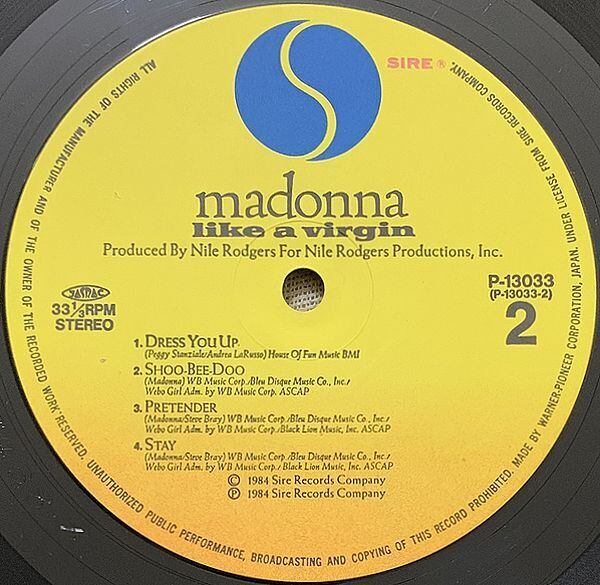 SIRE ®
madonna
like a virgin
Produced By Nile Rodgers For Nile Rodgers Productions, Inc.
JASRAC
33 1/3 RPM
STEREO
P-13033
(P-13033-2)
2
1. DRESS YOU UP
(Peggy Stanziale/Andrea LaRusso) House Of Fun Music BMI
2. SHOO-BEE-DOO
(Madonna) WB Music Corp./Bleu Disque Music Co., Inc./
Webo Girl Adm. by WB Music Corp. ASCAP
3. PRETENDER
(Madonna/Steve Bray) WB Music Corp./Bleu Disque Music Co., Inc./
Webo Girl Adm. by WB Music Corp./Black Lion Music, Inc. ASCAP
4. STAY
(Madonna/Steve Bray) WB Music Corp./Bleu Disque Music Co., Inc./
Webo Girl Adm. by WB Music Corp./Black Lion Music, Inc. ASCAP
© 1984 Sire Records Company
℗ 1984 Sire Records Company
ALL RIGHTS OF THE MANUFACTURER AND OF THE OWNER OF THE RECORDED WORK RESERVED. UNAUTHORIZED PUBLIC PERFORMANCE, BROADCASTING AND COPYING OF THIS RECORD PROHIBITED. MADE BY WARNER-PIONEER CORPORATION, JAPAN. UNDER LICENSE FROM SIRE RECORDS COMPANY.